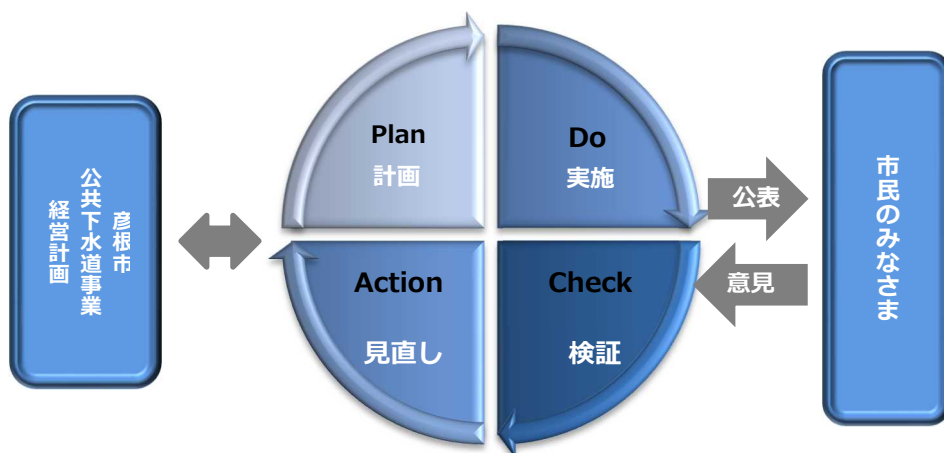 彦根市
公共下水道事業
経営計画
Plan
計画
Do
実施
Action
見直し
Check
検証
公表
意見
市民のみなさま